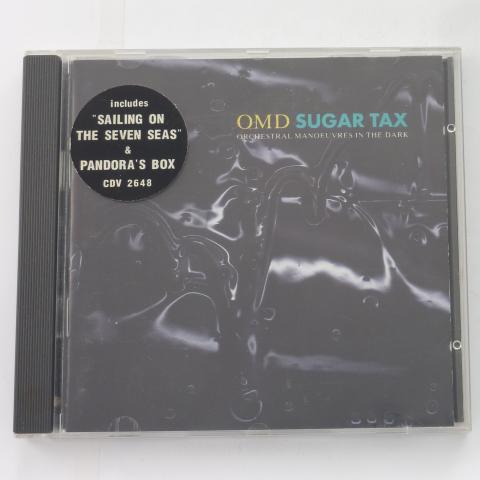 includes
"SAILING ON
THE SEVEN SEAS"
&
PANDORA'S BOX
CDV 2648
OMD SUGAR TAX
ORCHESTRAL MANOEUVRES IN THE DARK